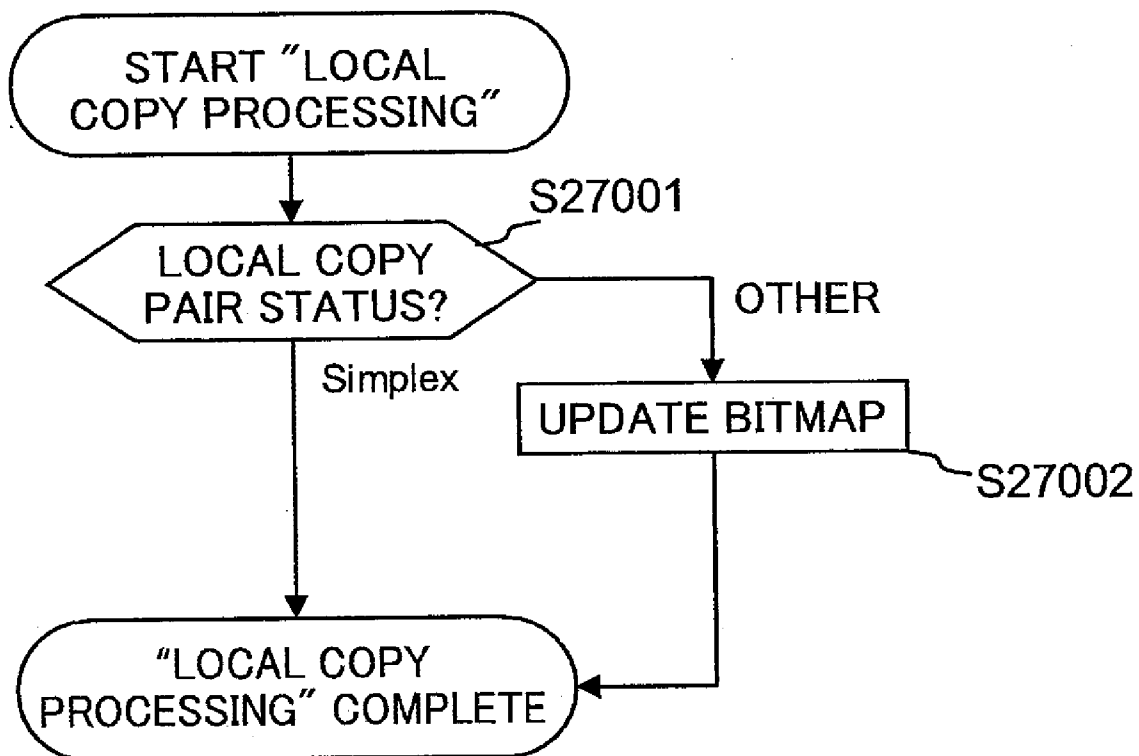 START "LOCAL
COPY PROCESSING"
S27001
LOCAL COPY
PAIR STATUS?
OTHER
Simplex
UPDATE BITMAP
S27002
"LOCAL COPY
PROCESSING" COMPLETE